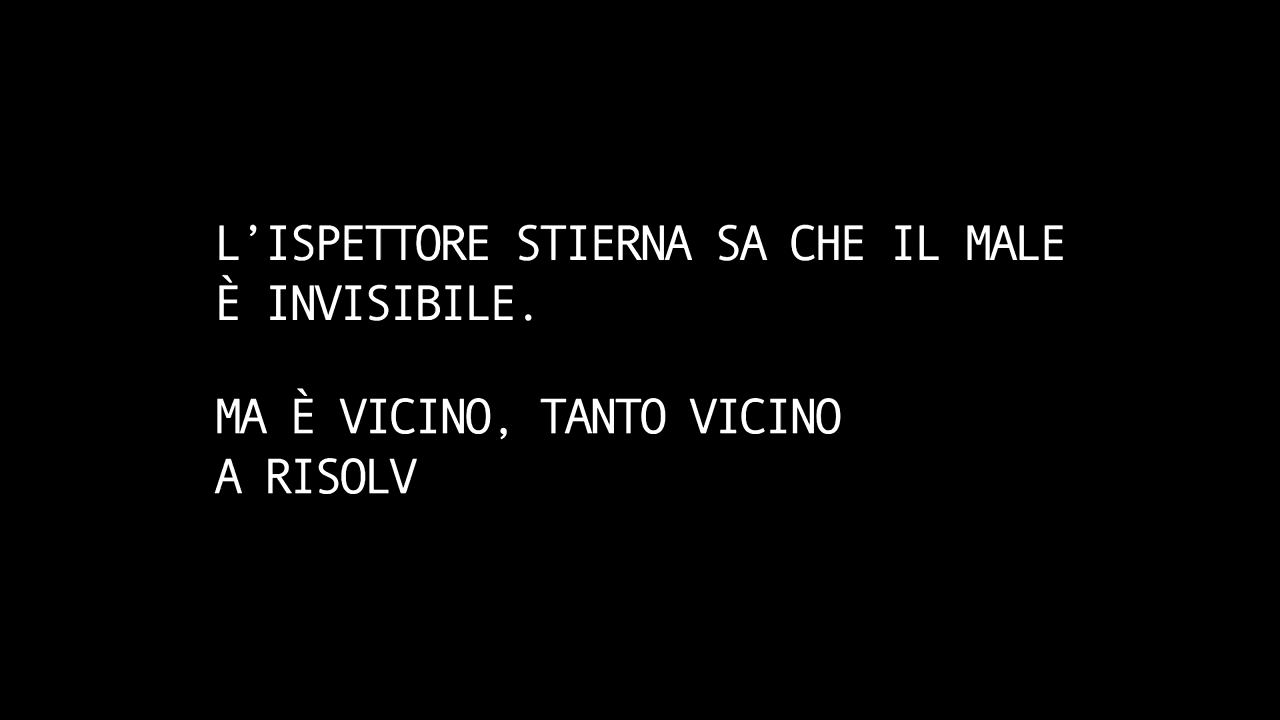 L’ISPETTORE STIERNA SA CHE IL MALE
È INVISIBILE.
MA È VICINO, TANTO VICINO
A RISOLV